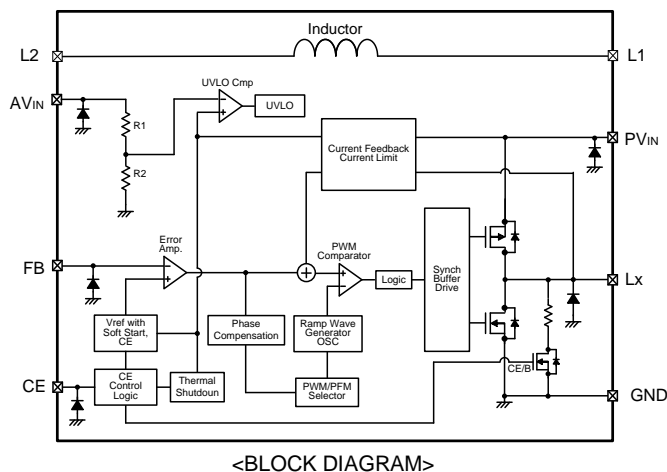 Inductor
L2
L1
UVLO Cmp
AVIN
UVLO
R1
Current Feedback
Current Limit
PVIN
R2
Error
Amp.
PWM
Comparator
FB
Logic
Synch
Buffer
Drive
Lx
Vref with
Soft Start,
CE
Phase
Compensation
Ramp Wave
Generator
OSC
CE
CE Control
Logic
Thermal
Shutdoun
PWM/PFM
Selector
CE/B
GND
<BLOCK DIAGRAM>